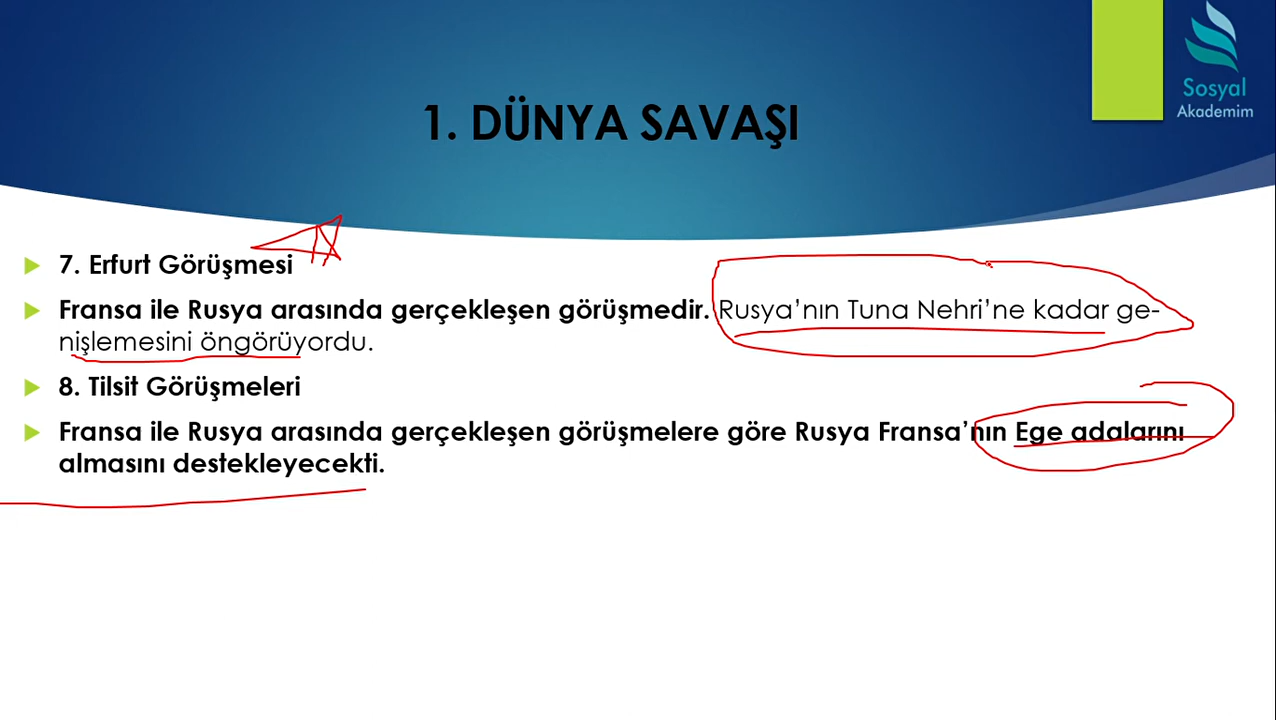 Sosyal
Akademim
1. DÜNYA SAVAŞI
7. Erfurt Görüşmesi
Fransa ile Rusya arasında gerçekleşen görüşmedir. Rusya’nın Tuna Nehri’ne kadar ge-
nişlemesini öngörüyordu.
8. Tilsit Görüşmeleri
Fransa ile Rusya arasında gerçekleşen görüşmelere göre Rusya Fransa’nın Ege adalarını
almasını destekleyecekti.